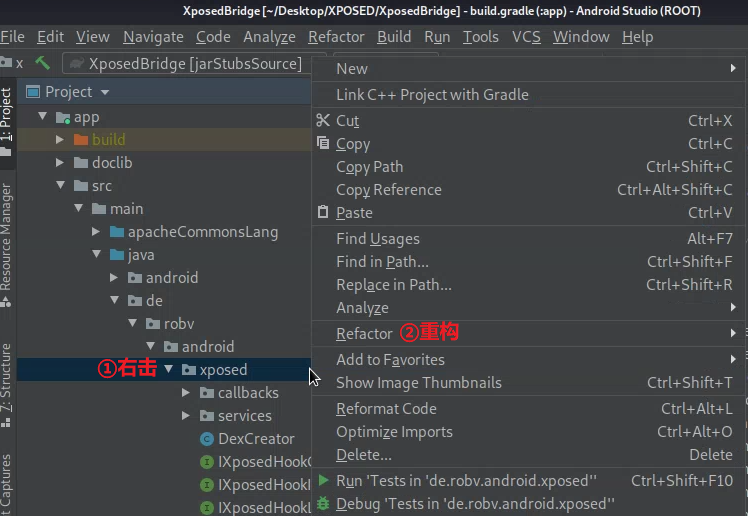 XposedBridge [~/Desktop/XPOSED/XposedBridge] - build.gradle (:app) - Android Studio (ROOT)
File Edit View Navigate Code Analyze Refactor Build Run Tools VCS Window Help
x XposedBridge [jarStubsSource]
1: Project
Resource Manager
7: Structure
Captures
Project
app
build
doclib
src
main
apacheCommonsLang
java
android
de
robv
android
①右击 xposed
callbacks
services
DexCreator
IXposedHook
IXposedHook
IXposedHook
New
Link C++ Project with Gradle
Cut Ctrl+X
Copy Ctrl+C
Copy Path Ctrl+Shift+C
Copy Reference Ctrl+Alt+Shift+C
Paste Ctrl+V
Find Usages Alt+F7
Find in Path... Ctrl+Shift+F
Replace in Path... Ctrl+Shift+R
Analyze
Refactor ②重构
Add to Favorites
Show Image Thumbnails Ctrl+Shift+T
Reformat Code Ctrl+Alt+L
Optimize Imports Ctrl+Alt+O
Delete... Delete
Run 'Tests in 'de.robv.android.xposed'' Ctrl+Shift+F10
Debug 'Tests in 'de.robv.android.xposed''